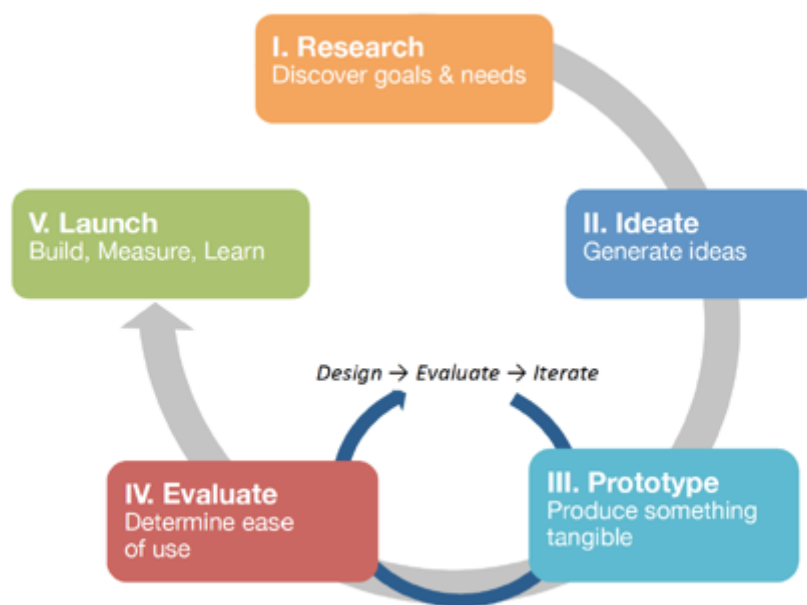 I. Research
Discover goals & needs
II. Ideate
Generate ideas
III. Prototype
Produce something
tangible
IV. Evaluate
Determine ease
of use
V. Launch
Build, Measure, Learn
Design → Evaluate → Iterate